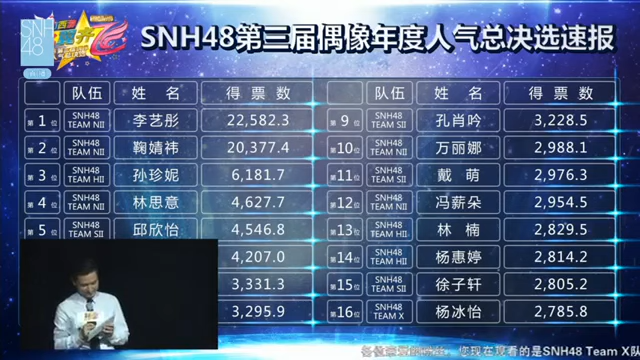 SNH
48
SNH48第三届偶像年度人气总决选速报
队伍 姓 名 得 票 数
第1位 SNH48 TEAM NII 李艺彤 22,582.3
第2位 SNH48 TEAM NII 鞠婧祎 20,377.4
第3位 SNH48 TEAM HII 孙珍妮 6,181.7
第4位 SNH48 TEAM NII 林思意 4,627.7
第5位 SNH48 TEAM SII 邱欣怡 4,546.8
4,207.0
3,331.3
3,295.9
队伍 姓 名 得 票 数
第9位 SNH48 TEAM SII 孔肖吟 3,228.5
第10位 SNH48 TEAM NII 万丽娜 2,988.1
第11位 SNH48 TEAM SII 戴 萌 2,976.3
第12位 SNH48 TEAM NII 冯薪朵 2,954.5
第13位 SNH48 TEAM HII 林 楠 2,829.5
第14位 SNH48 TEAM HII 杨惠婷 2,814.2
第15位 SNH48 TEAM SII 徐子轩 2,805.2
第16位 SNH48 TEAM X 杨冰怡 2,785.8
您现在观看的是SNH48 Team X队